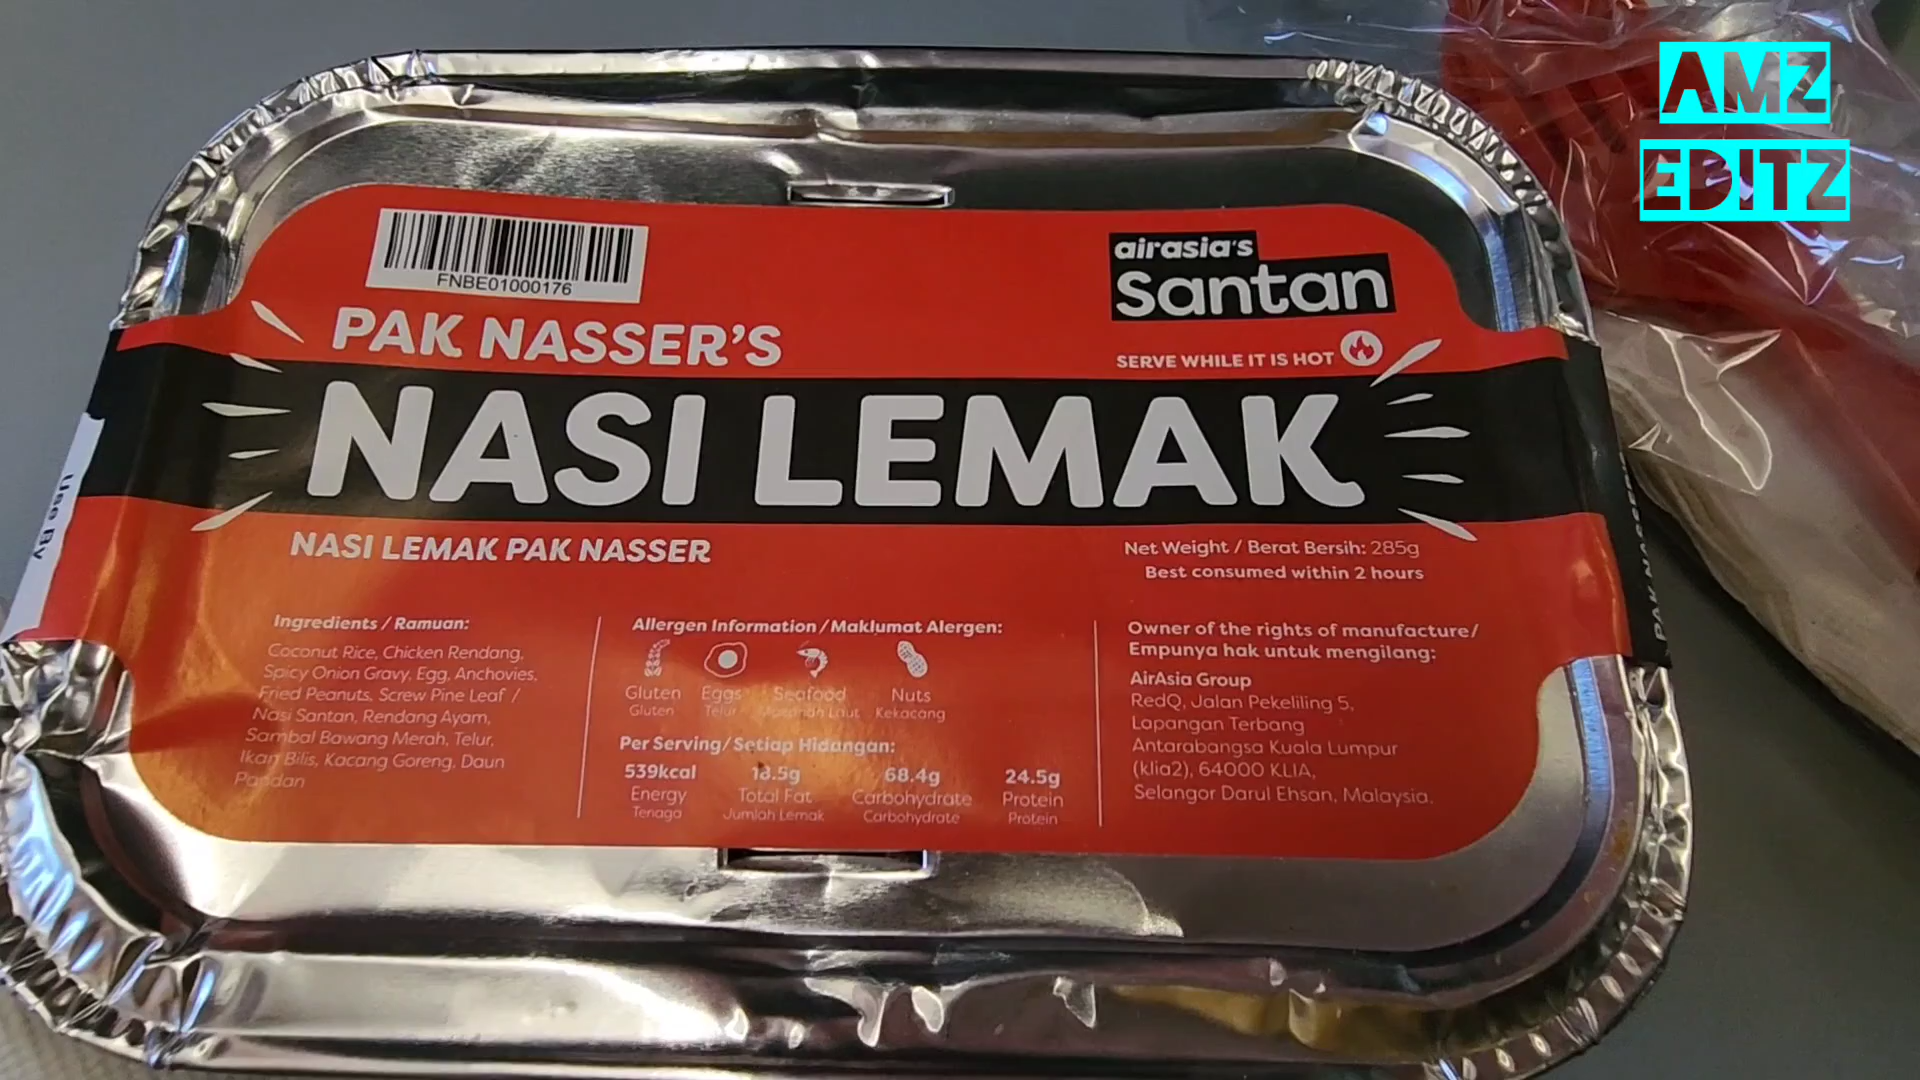 AMZ
EDITZ
FNBE01000176
airasia's
santan
PAK NASSER'S
SERVE WHILE IT IS HOT
NASI LEMAK
NASI LEMAK PAK NASSER
Net Weight / Berat Bersih: 285g
Best consumed within 2 hours
Use By
PAK NASSER
Ingredients / Ramuan:
Coconut Rice, Chicken Rendang,
Spicy Onion Gravy, Egg, Anchovies,
Fried Peanuts, Screw Pine Leaf /
Nasi Santan, Rendang Ayam,
Sambal Bawang Merah, Telur,
Ikan Bilis, Kacang Goreng, Daun
Pandan
Allergen Information / Maklumat Alergen:
Gluten Eggs Seafood Nuts
Gluten Telur Makanan Laut Kekacang
Per Serving/ Setiap Hidangan:
539kcal 18.5g 68.4g 24.5g
Energy Total Fat Carbohydrate Protein
Tenaga Jumlah Lemak Carbohydrate Protein
Owner of the rights of manufacture/
Empunya hak untuk mengilang:
AirAsia Group
RedQ, Jalan Pekeliling 5,
Lapangan Terbang
Antarabangsa Kuala Lumpur
(klia2), 64000 KLIA,
Selangor Darul Ehsan, Malaysia.